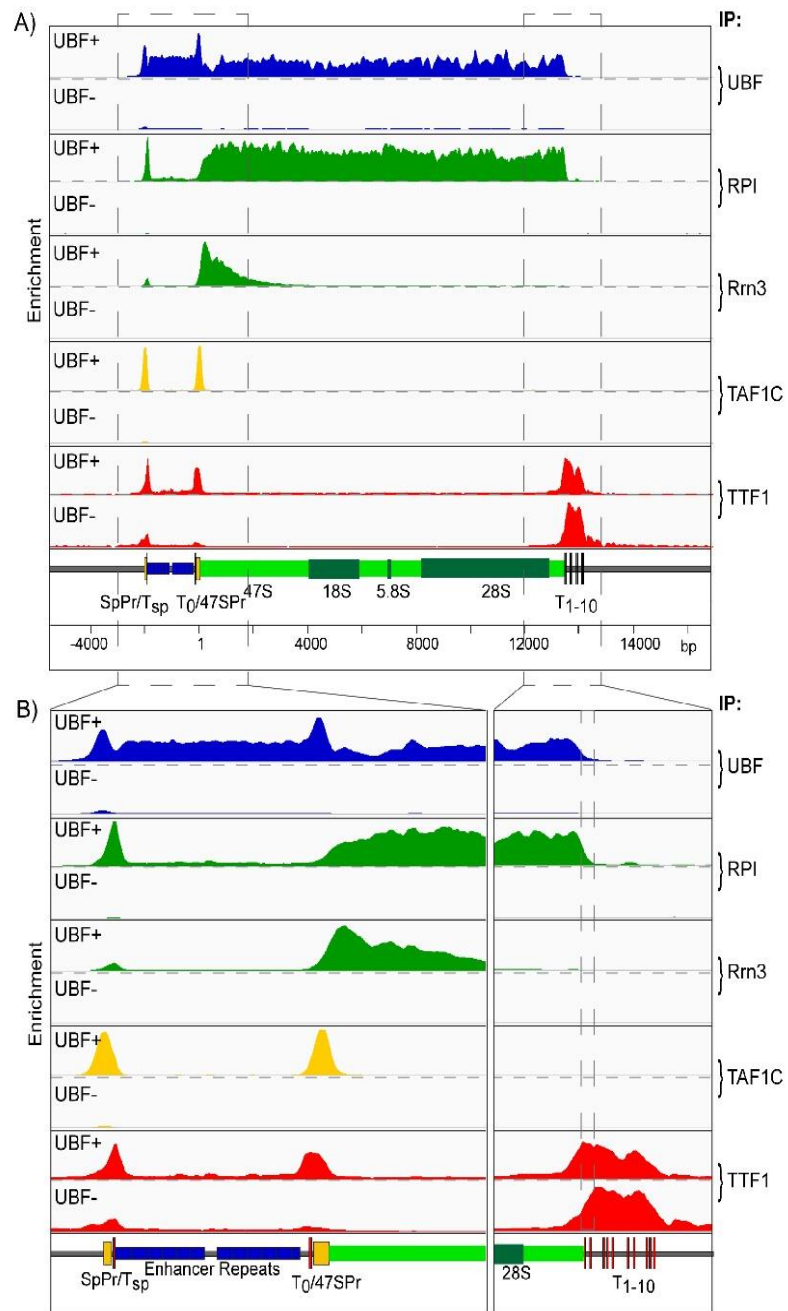 A)
IP:
UBF+
UBF-
UBF
UBF+
UBF-
RPI
UBF+
UBF-
Rrn3
UBF+
UBF-
TAF1C
UBF+
UBF-
TTF1
Enrichment
SpPr/Tsp
T0/47SPr
47S
18S
5.8S
28S
T1-10
-4000 1 4000 8000 12000 14000 bp
B)
IP:
UBF+
UBF-
UBF
UBF+
UBF-
RPI
UBF+
UBF-
Rrn3
UBF+
UBF-
TAF1C
UBF+
UBF-
TTF1
Enrichment
SpPr/Tsp
Enhancer Repeats
T0/47SPr
28S
T1-10